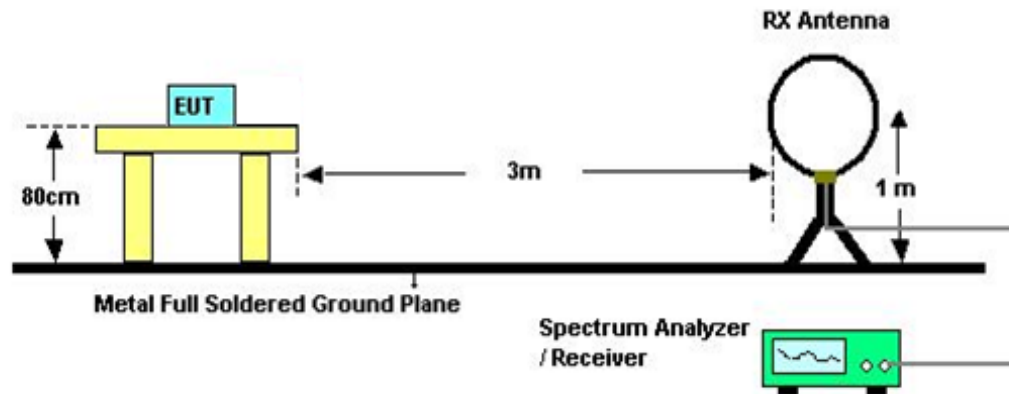 RX Antenna
EUT
80cm
3m
1 m
Metal Full Soldered Ground Plane
Spectrum Analyzer
/ Receiver